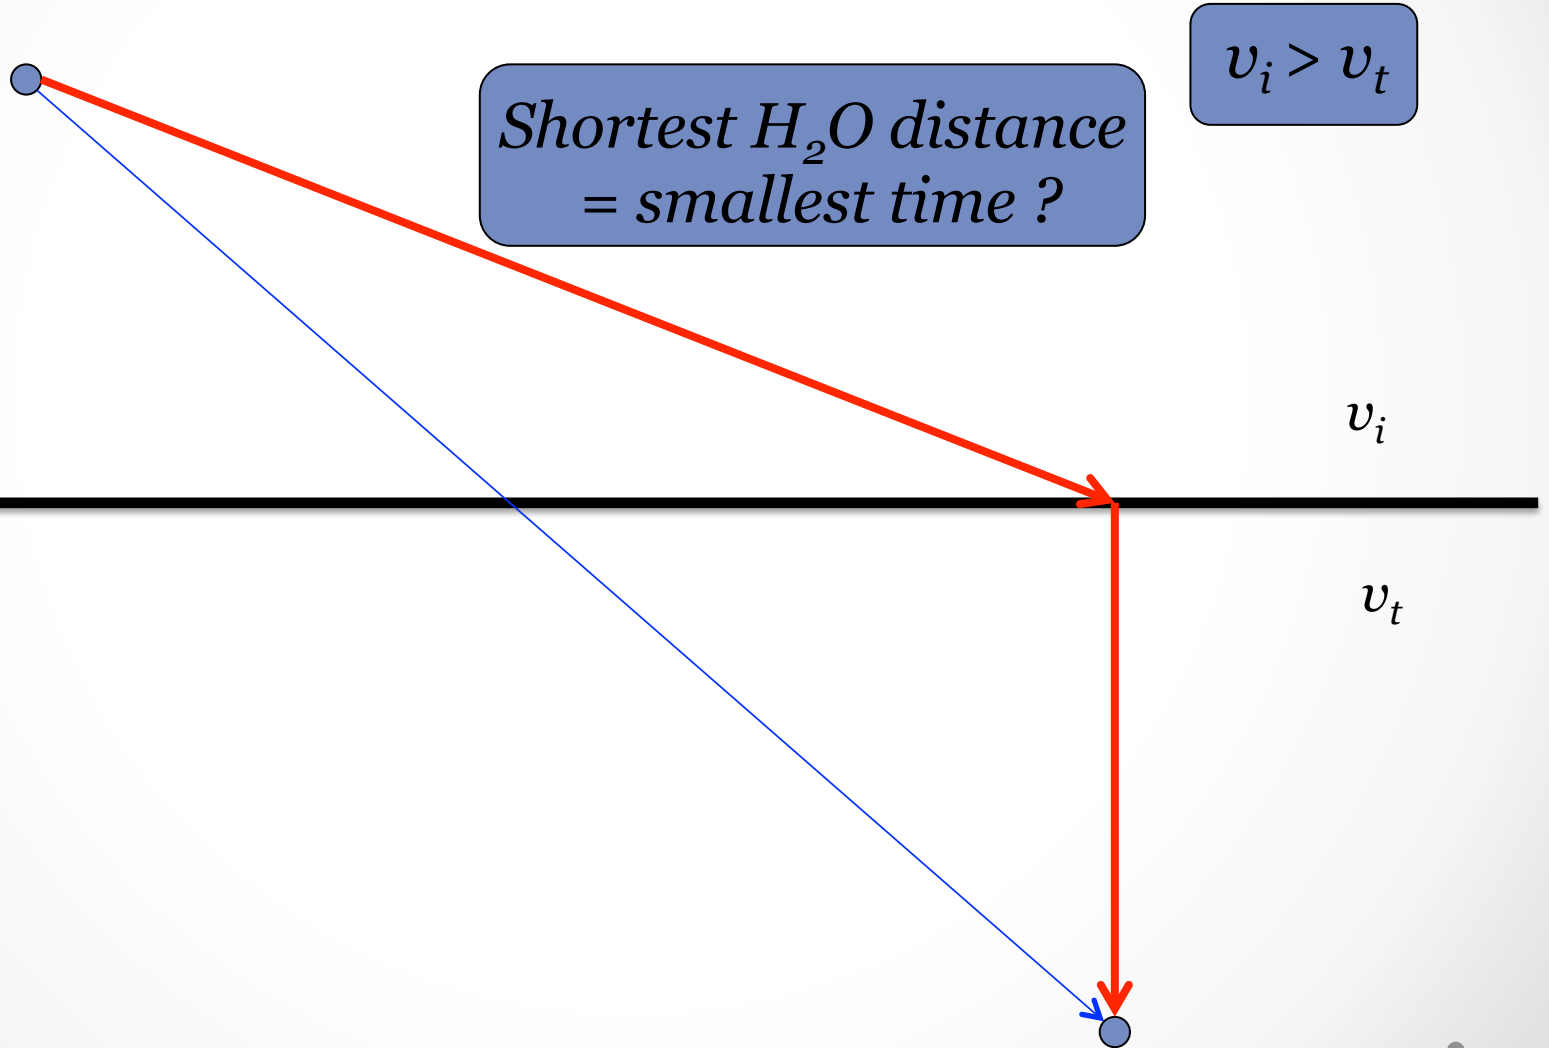 Shortest H₂O distance
= smallest time ?
vᵢ > vₜ
vᵢ
vₜ